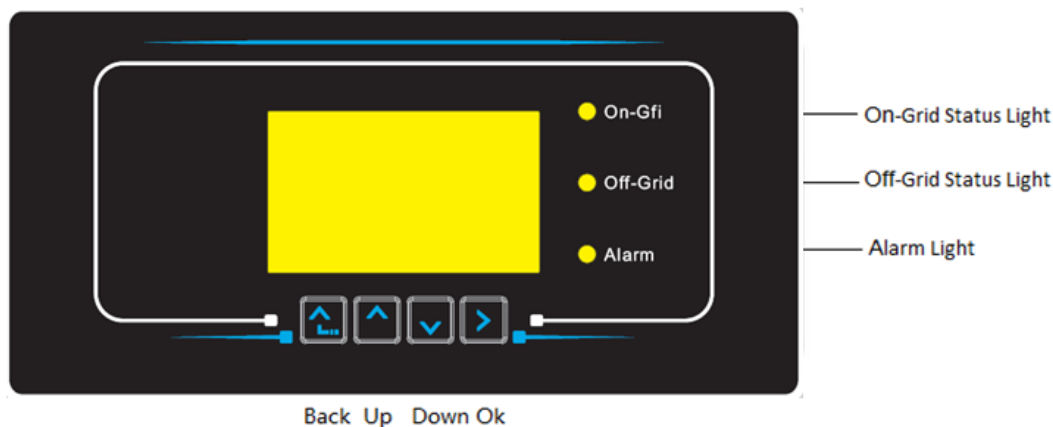 On-Gfi
On-Grid Status Light
Off-Grid
Off-Grid Status Light
Alarm
Alarm Light
Back Up Down Ok